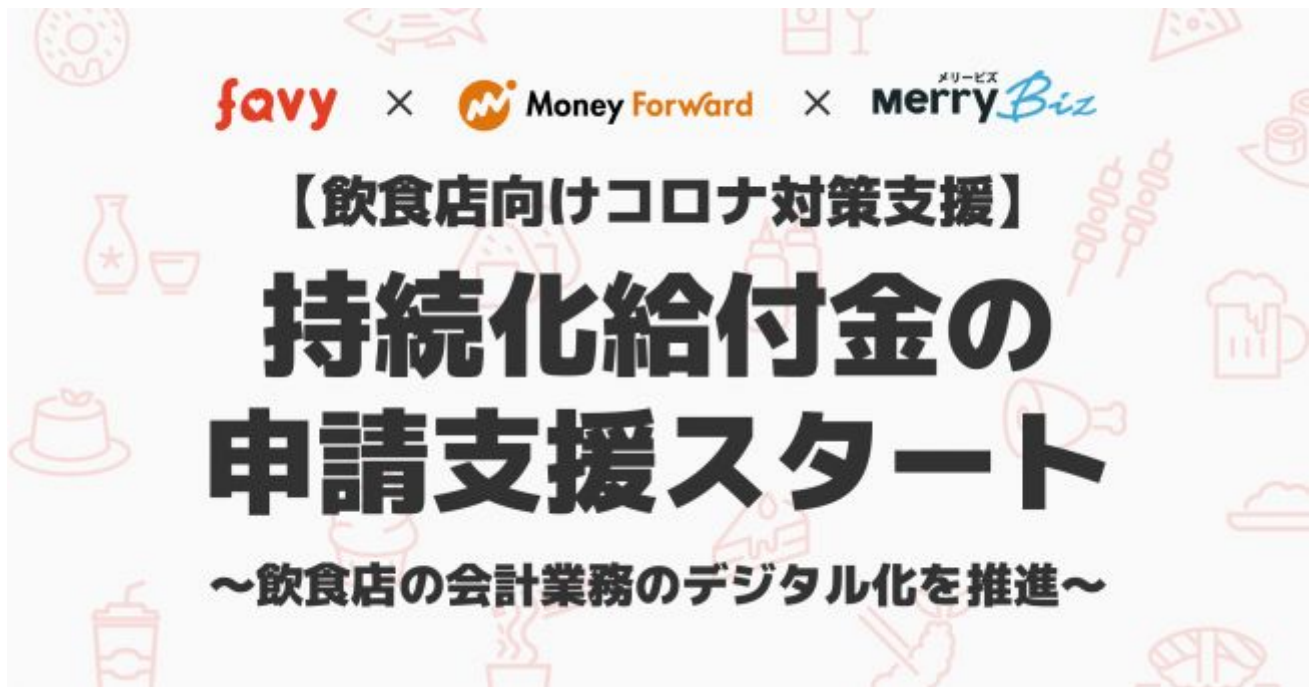 favy × Money Forward × メリービズ MerryBiz
【飲食店向けコロナ対策支援】
持続化給付金の
申請支援スタート
～飲食店の会計業務のデジタル化を推進～